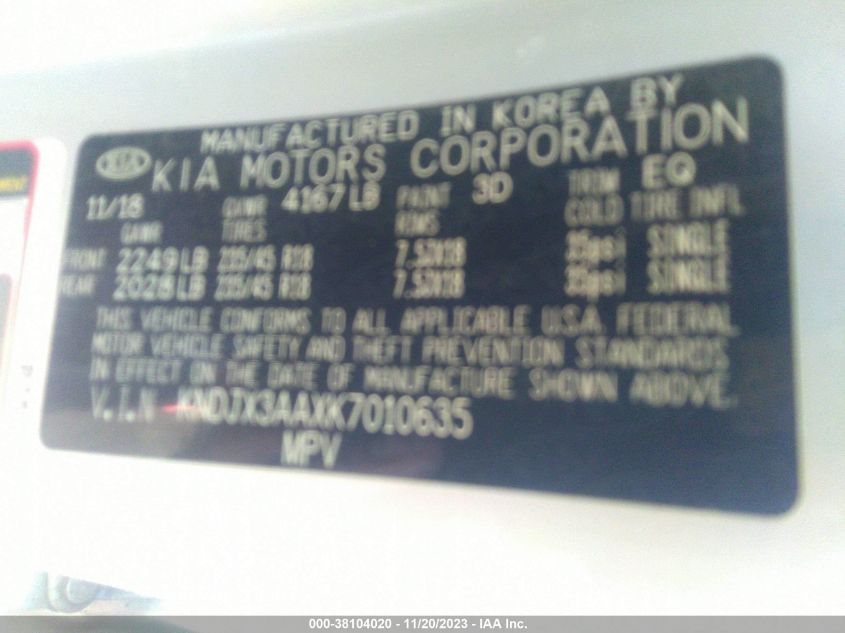 MANUFACTURED IN KOREA BY
KIA KIA MOTORS CORPORATION
11/18 GVWR 4167 LB PAINT 3D TRIM EQ
GAWR TIRES RIMS COLD TIRE INFL
FRONT 2249 LB 235/45 R18 7.5JX18 35psi SINGLE
REAR 2028 LB 235/45 R18 7.5JX18 35psi SINGLE
THIS VEHICLE CONFORMS TO ALL APPLICABLE U.S.A. FEDERAL
MOTOR VEHICLE SAFETY AND THEFT PREVENTION STANDARDS
IN EFFECT ON THE DATE OF MANUFACTURE SHOWN ABOVE.
V.I.N KNDJX3AAXK7010635
MPV
000-38104020 - 11/20/2023 - IAA Inc.